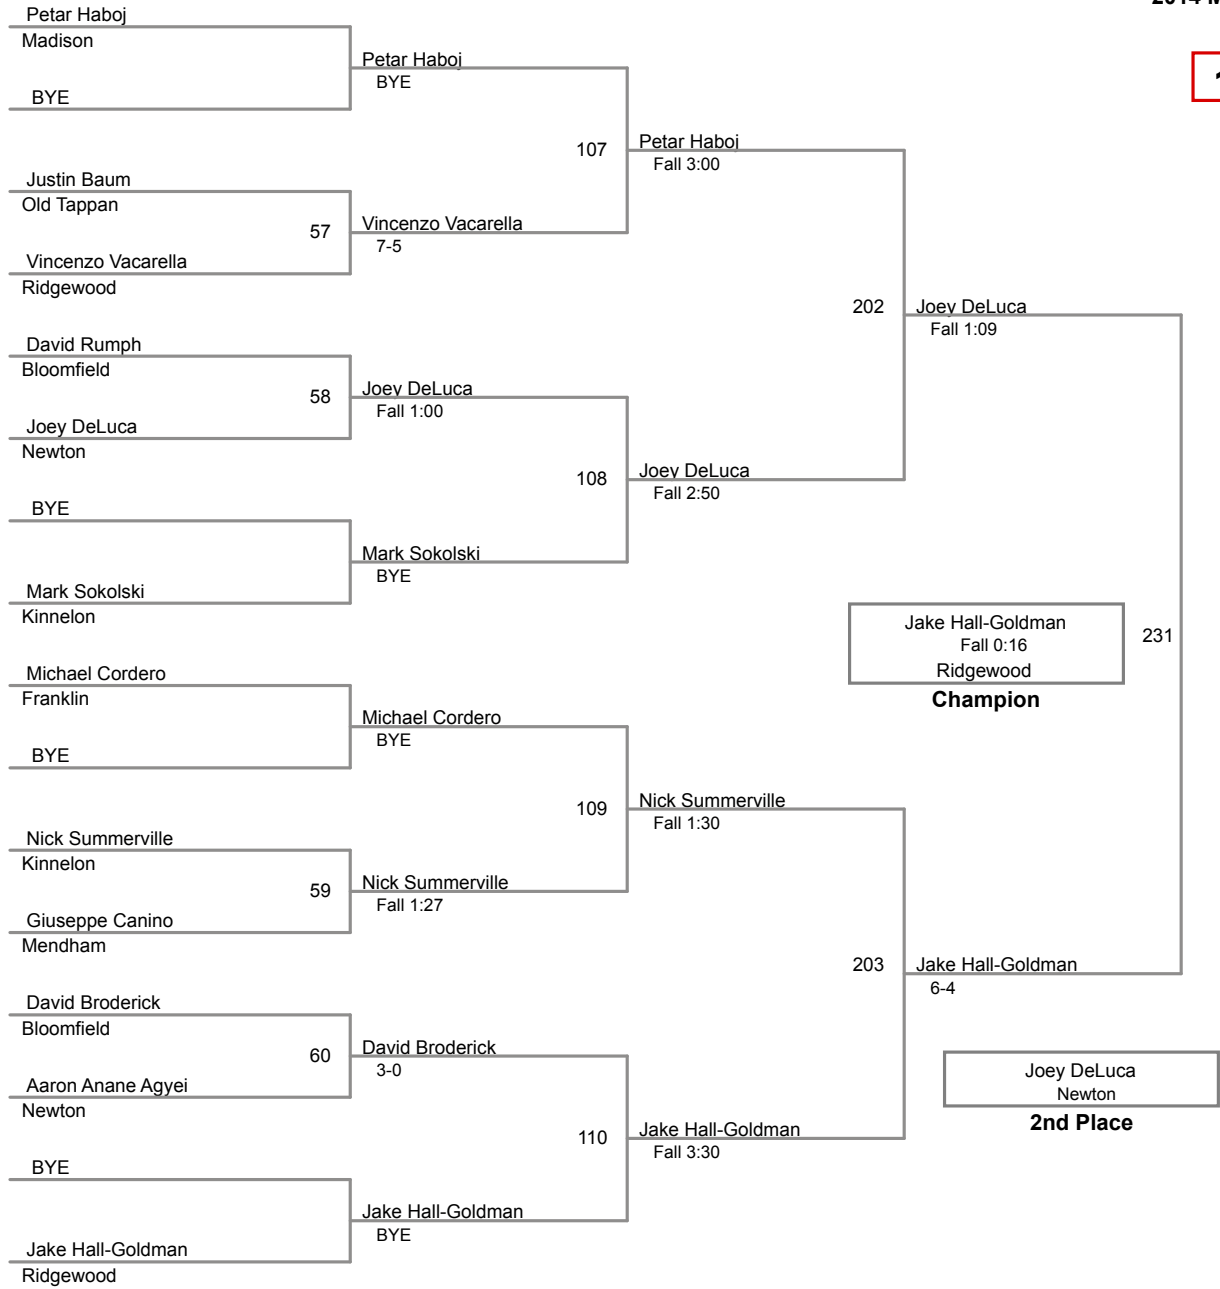 Petar Haboj
Madison
BYE
Justin Baum
Old Tappan
Vincenzo Vacarella
Ridgewood
David Rumph
Bloomfield
Joey DeLuca
Newton
BYE
Mark Sokolski
Kinnelon
Michael Cordero
Franklin
BYE
Nick Summerville
Kinnelon
Giuseppe Canino
Mendham
David Broderick
Bloomfield
Aaron Anane Agyei
Newton
BYE
Jake Hall-Goldman
Ridgewood
57
58
59
60
Petar Haboj
BYE
Vincenzo Vacarella
7-5
Joey DeLuca
Fall 1:00
Mark Sokolski
BYE
Michael Cordero
BYE
Nick Summerville
Fall 1:27
David Broderick
3-0
Jake Hall-Goldman
BYE
107
108
109
110
Petar Haboj
Fall 3:00
Joey DeLuca
Fall 2:50
Nick Summerville
Fall 1:30
Jake Hall-Goldman
Fall 3:30
202
203
Joey DeLuca
Fall 1:09
Jake Hall-Goldman
6-4
231
Jake Hall-Goldman
Fall 0:16
Ridgewood
Champion
Joey DeLuca
Newton
2nd Place